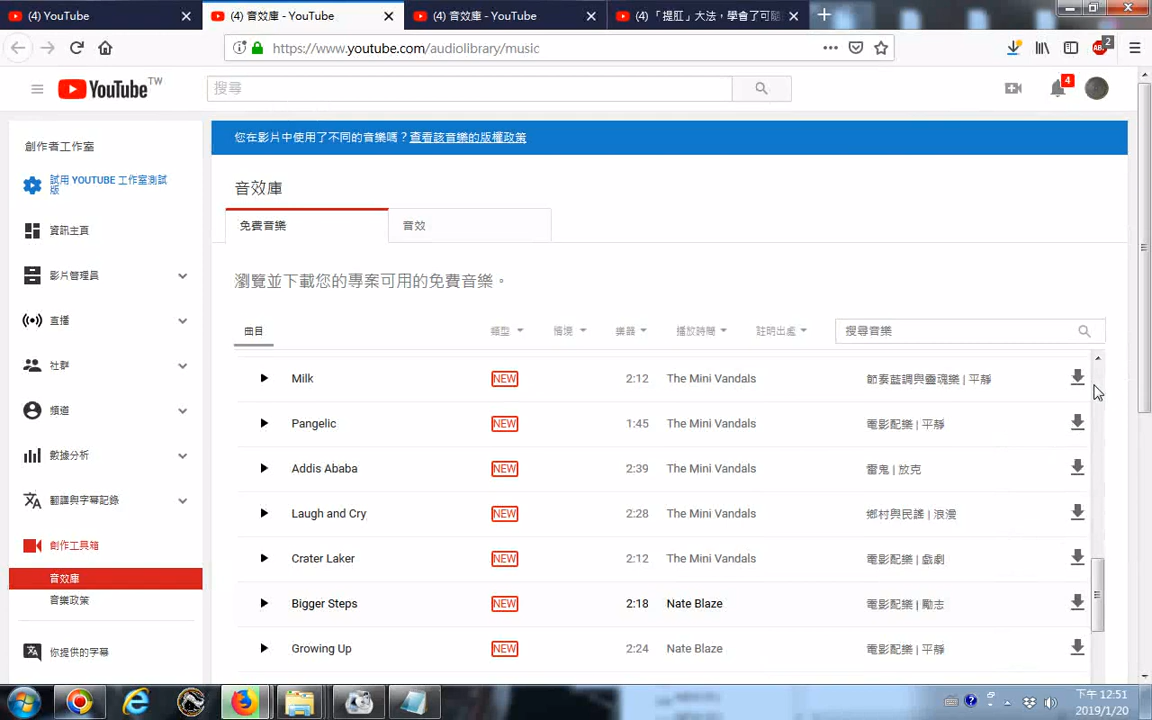 (4) YouTube
(4) 音效庫 - YouTube
(4) 音效庫 - YouTube
(4)「提肛」大法，學會了可隨
https://www.youtube.com/audiolibrary/music
ABP
2
YouTube TW
搜尋
4
創作者工作室
試用 YOUTUBE 工作室測試版
資訊主頁
影片管理員
直播
社群
頻道
數據分析
翻譯與字幕記錄
創作工具箱
音效庫
音樂政策
你提供的字幕
您在影片中使用了不同的音樂嗎？查看該音樂的版權政策
音效庫
免費音樂
音效
瀏覽並下載您的專案可用的免費音樂。
曲目
類型
情境
樂器
播放時間
註明出處
搜尋音樂
Milk NEW 2:12 The Mini Vandals 節奏藍調與靈魂樂 | 平靜
Pangelic NEW 1:45 The Mini Vandals 電影配樂 | 平靜
Addis Ababa NEW 2:39 The Mini Vandals 雷鬼 | 放克
Laugh and Cry NEW 2:28 The Mini Vandals 鄉村與民謠 | 浪漫
Crater Laker NEW 2:12 The Mini Vandals 電影配樂 | 戲劇
Bigger Steps NEW 2:18 Nate Blaze 電影配樂 | 勵志
Growing Up NEW 2:24 Nate Blaze 電影配樂 | 平靜
下午 12:51
2019/1/20